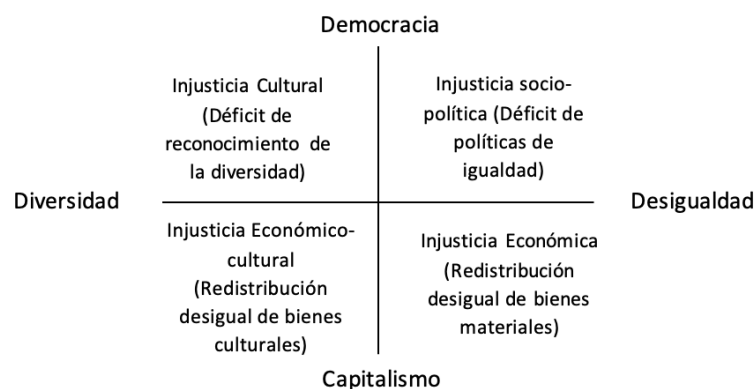 Democracia
Injusticia Cultural
(Déficit de
reconocimiento de
la diversidad)
Injusticia socio-
política (Déficit de
políticas de
igualdad)
Diversidad
Desigualdad
Injusticia Económico-
cultural
(Redistribución
desigual de bienes
culturales)
Injusticia Económica
(Redistribución
desigual de bienes
materiales)
Capitalismo